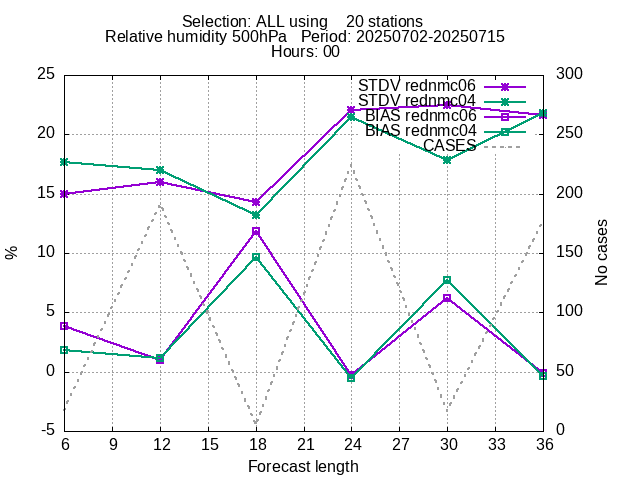 Selection: ALL using 20 stations
Relative humidity 500hPa Period: 20250702-20250715
Hours: 00
25 300
STDV rednmc06
STDV rednmc04
BIAS rednmc06
BIAS rednmc04
CASES
20 250
15 200
10 150
5 100
0 50
-5 0
%
No cases
6 9 12 15 18 21 24 27 30 33 36
Forecast length